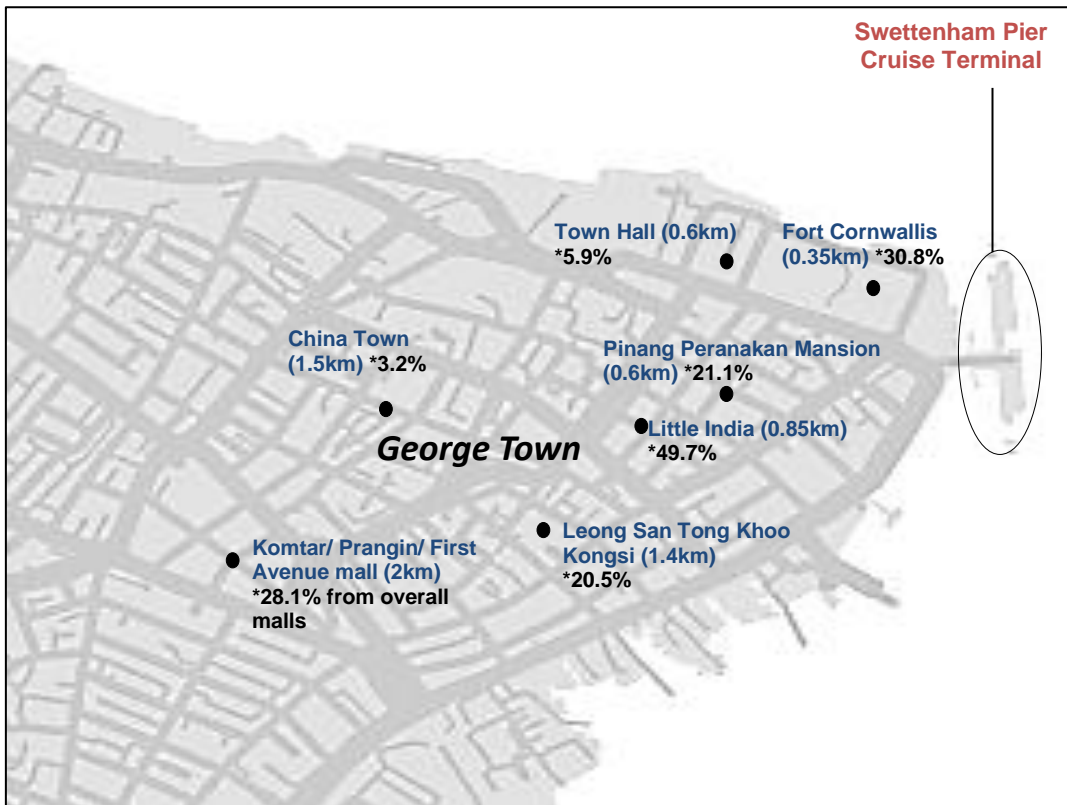 Swettenham Pier
Cruise Terminal
Town Hall (0.6km)
*5.9%
Fort Cornwallis
(0.35km) *30.8%
China Town
(1.5km) *3.2%
Pinang Peranakan Mansion
(0.6km) *21.1%
Little India (0.85km)
*49.7%
George Town
Leong San Tong Khoo
Kongsi (1.4km)
*20.5%
Komtar/ Prangin/ First
Avenue mall (2km)
*28.1% from overall
malls